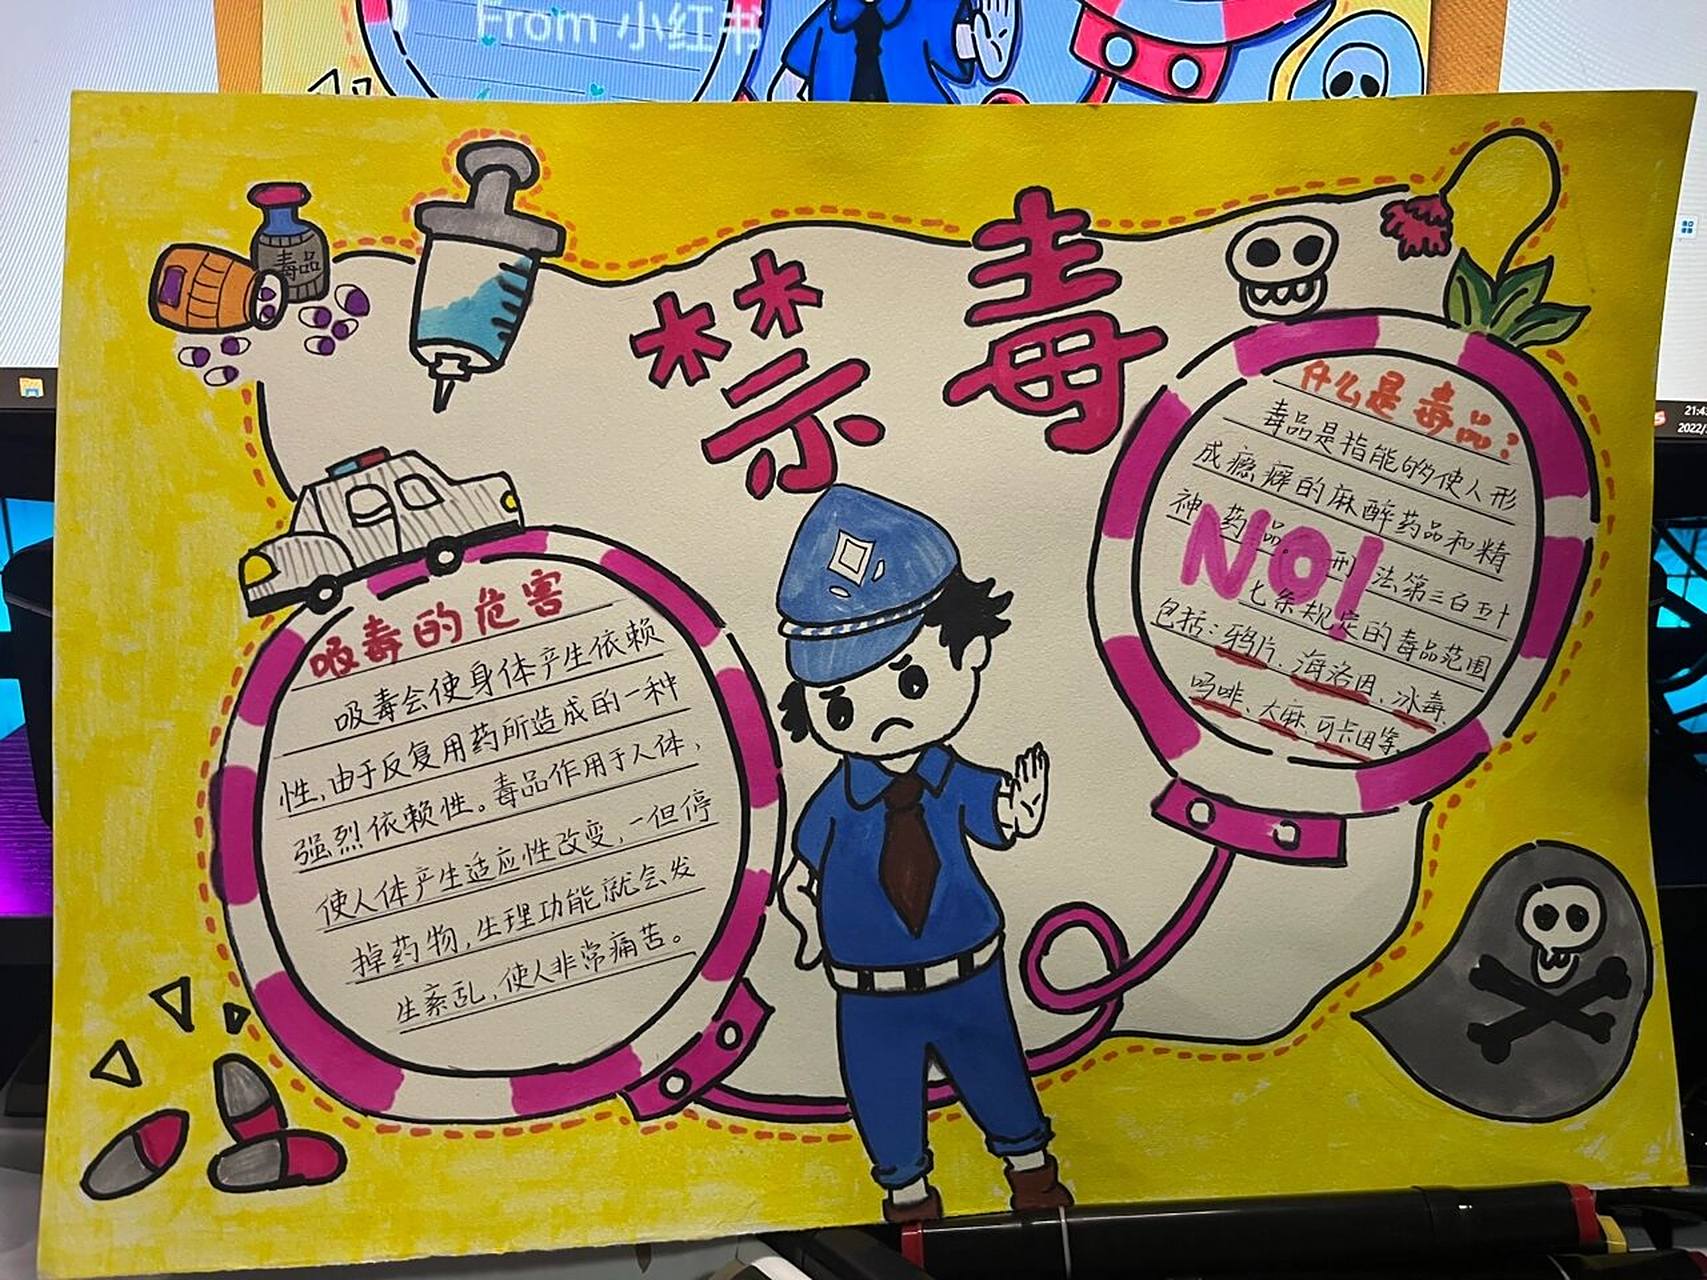 From 小红书
禁毒
毒品
什么是毒品?
毒品是指能的使人形
成瘾癖的麻醉药品和精
神药品。刑法第三百五十
七条规定的毒品范围
包括:鸦片、海洛因、冰毒、
吗啡、大麻、可卡因等.
NO!
吸毒的危害
吸毒会使身体产生依赖
性,由于反复用药所造成的一种
强烈依赖性。毒品作用于人体,
使人体产生适应性改变,一但停
掉药物,生理功能就会发
生紊乱,使人非常痛苦。